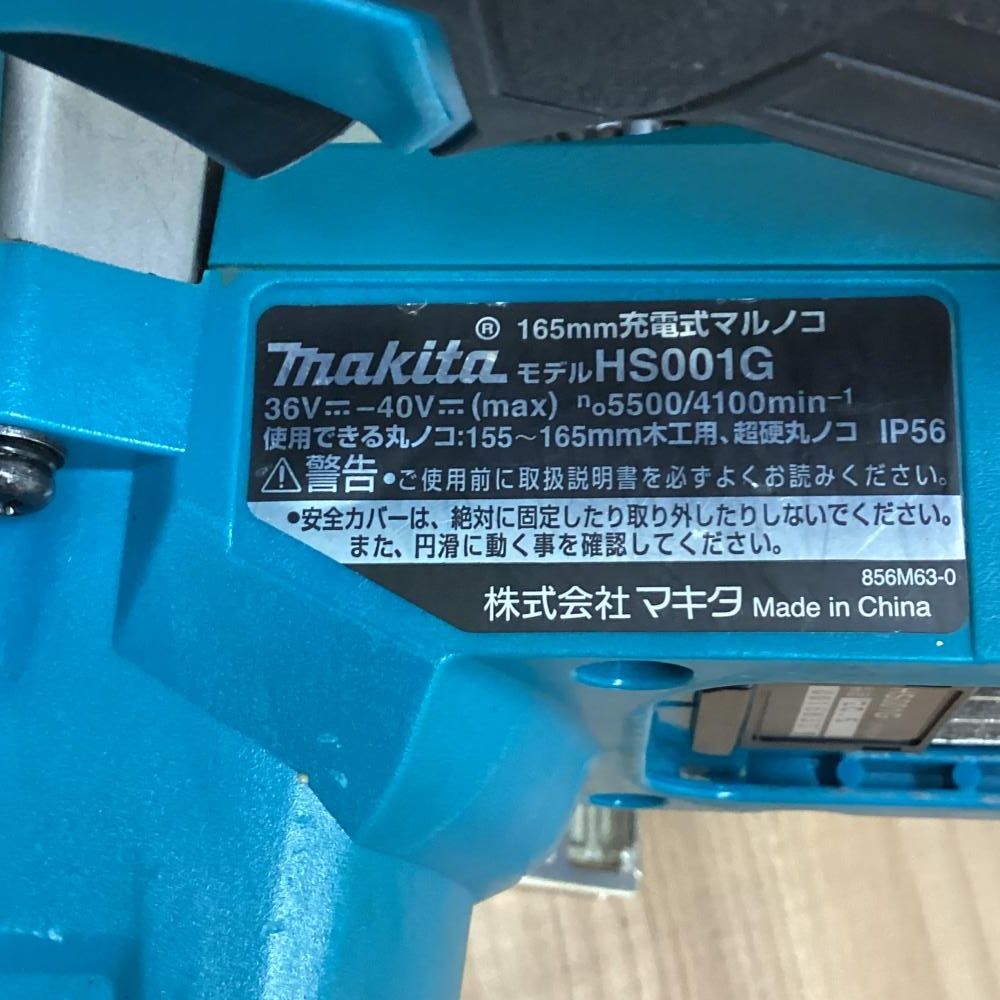 ® 165mm充電式マルノコ
makita モデルHS001G
36V⎓-40V⎓(max) n₀5500/4100min⁻¹
使用できる丸ノコ:155～165mm木工用、超硬丸ノコ IP56
⚠警告 •ご使用前に取扱説明書を必ずよくお読みください。
•安全カバーは、絶対に固定したり取り外したりしないでください。
また、円滑に動く事を確認してください。
856M63-0
株式会社マキタ Made in China